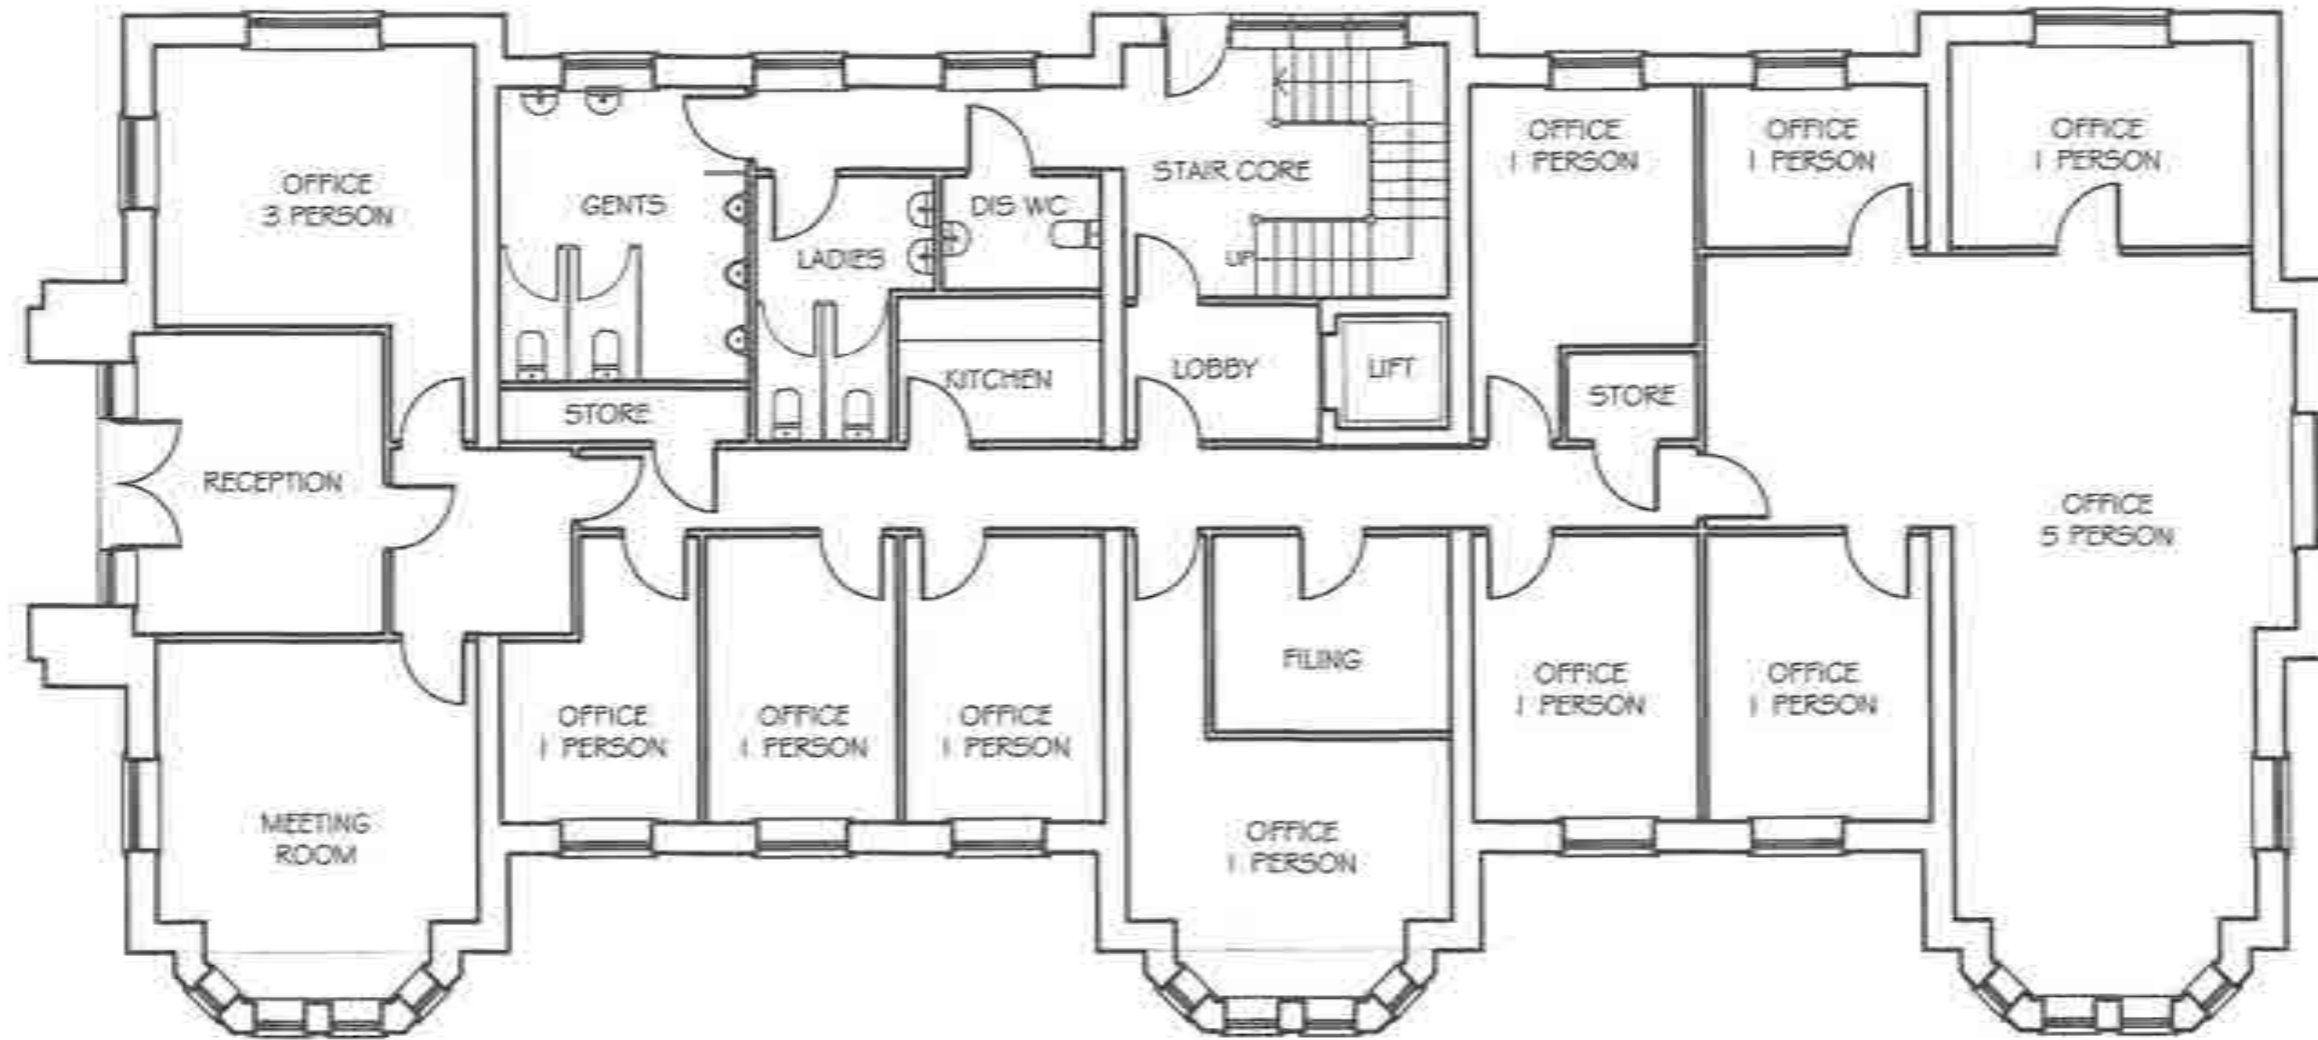 OFFICE
3 PERSON
GENTS
LADIES
DIS WC
STAIR CORE
UP
OFFICE
1 PERSON
OFFICE
1 PERSON
OFFICE
1 PERSON
RECEPTION
STORE
KITCHEN
LOBBY
LIFT
STORE
OFFICE
5 PERSON
MEETING
ROOM
OFFICE
1 PERSON
OFFICE
1 PERSON
OFFICE
1 PERSON
FILING
OFFICE
1 PERSON
OFFICE
1 PERSON
OFFICE
1 PERSON